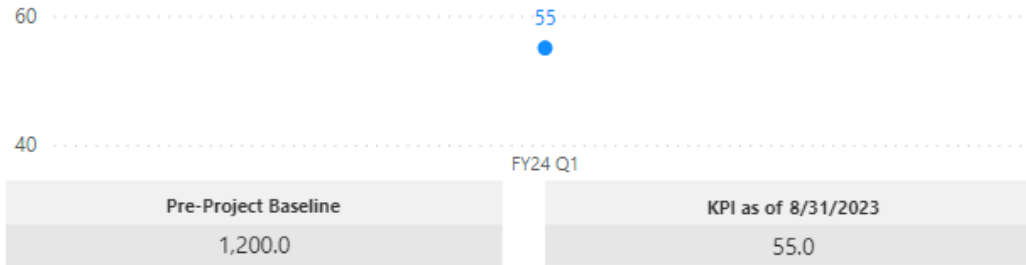 60
55
40
FY24 Q1
Pre-Project Baseline
KPI as of 8/31/2023
1,200.0
55.0